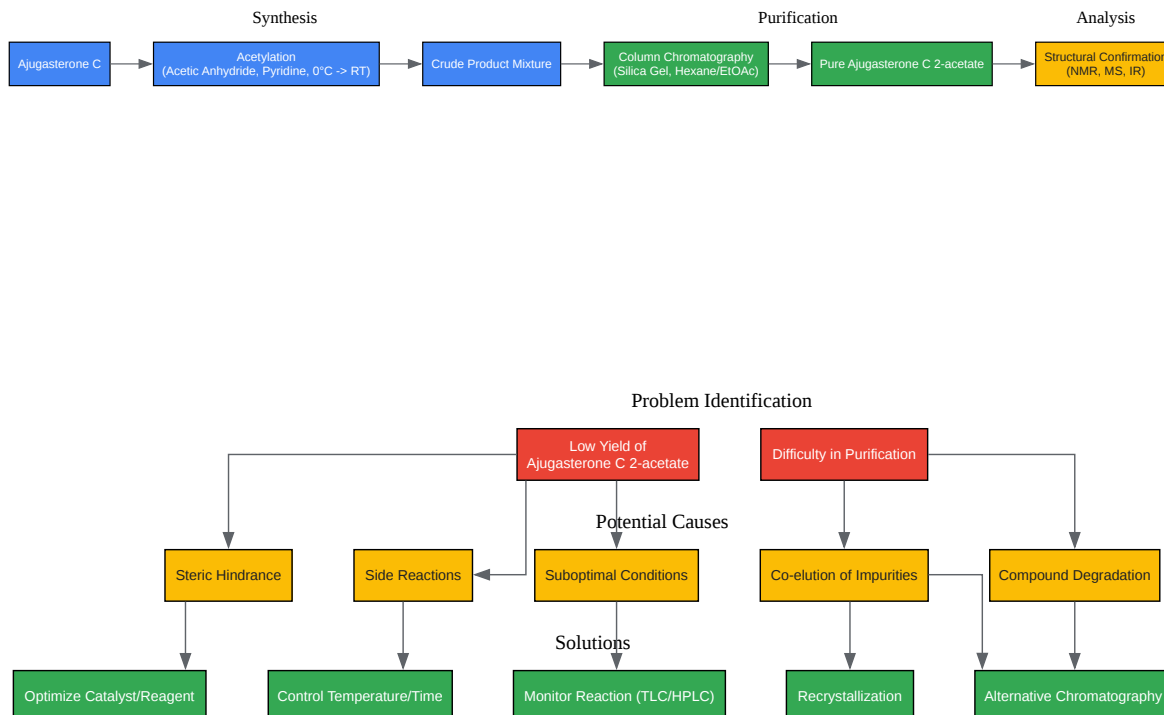 Synthesis
Purification
Analysis
Ajugasterone C
Acetylation
(Acetic Anhydride, Pyridine, 0°C -> RT)
Crude Product Mixture
Column Chromatography
(Silica Gel, Hexane/EtOAc)
Pure Ajugasterone C 2-acetate
Structural Confirmation
(NMR, MS, IR)
Problem Identification
Low Yield of
Ajugasterone C 2-acetate
Difficulty in Purification
Potential Causes
Steric Hindrance
Side Reactions
Suboptimal Conditions
Co-elution of Impurities
Compound Degradation
Solutions
Optimize Catalyst/Reagent
Control Temperature/Time
Monitor Reaction (TLC/HPLC)
Recrystallization
Alternative Chromatography